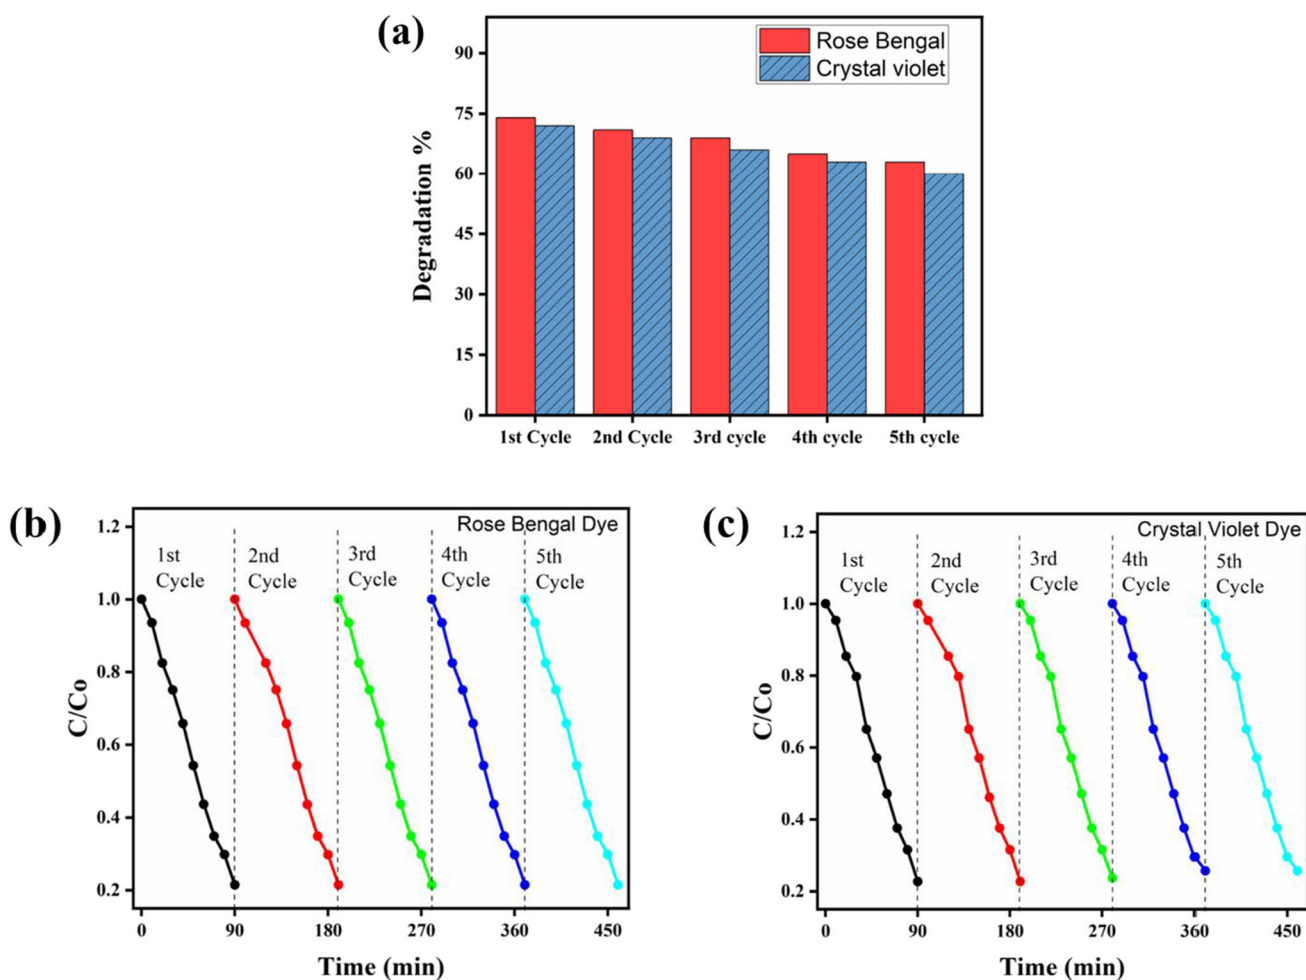 (a)
Rose Bengal
Crystal violet
Degradation %
90
75
60
45
30
15
0
1st Cycle 2nd Cycle 3rd cycle 4th cycle 5th cycle
(b)
Rose Bengal Dye
1st
Cycle
2nd
Cycle
3rd
Cycle
4th
Cycle
5th
Cycle
C/Co
1.2
1.0
0.8
0.6
0.4
0.2
0 90 180 270 360 450
Time (min)
(c)
Crystal Violet Dye
1st
Cycle
2nd
Cycle
3rd
Cycle
4th
Cycle
5th
Cycle
C/Co
1.2
1.0
0.8
0.6
0.4
0.2
0 90 180 270 360 450
Time (min)